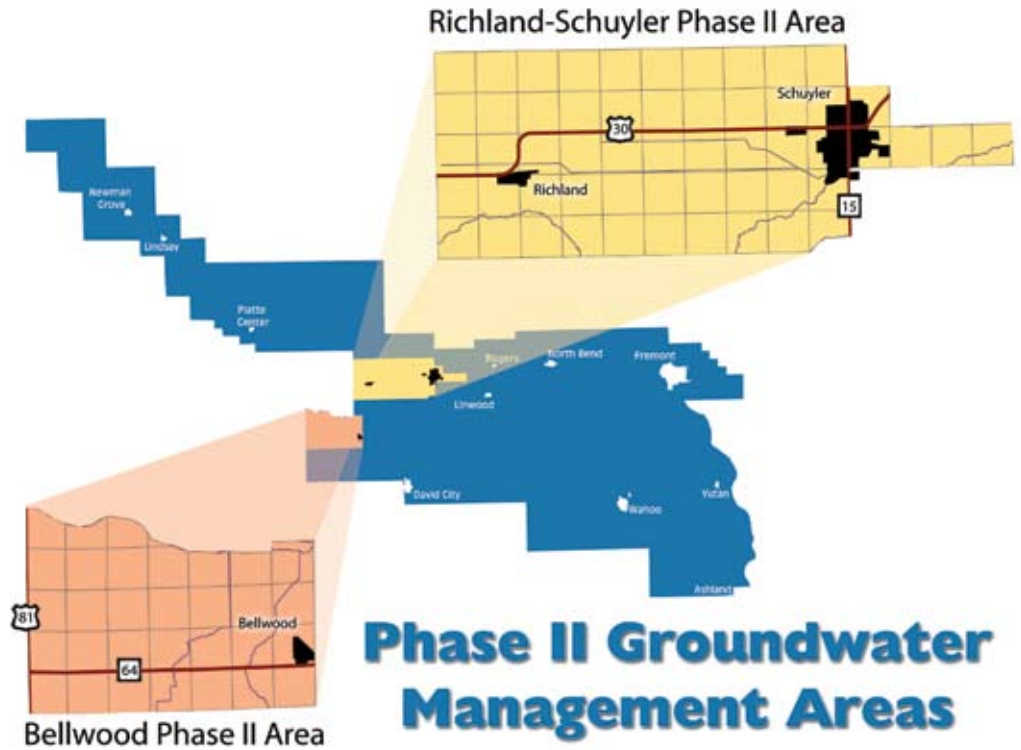 Richland-Schuyler Phase II Area
Schuyler
30
Richland
15
Newman
Grove
Lindsay
Platte
Center
Rogers
North Bend
Fremont
Linwood
David City
Wahoo
Yutan
Ashland
81
Bellwood
64
Bellwood Phase II Area
Phase II Groundwater
Management Areas